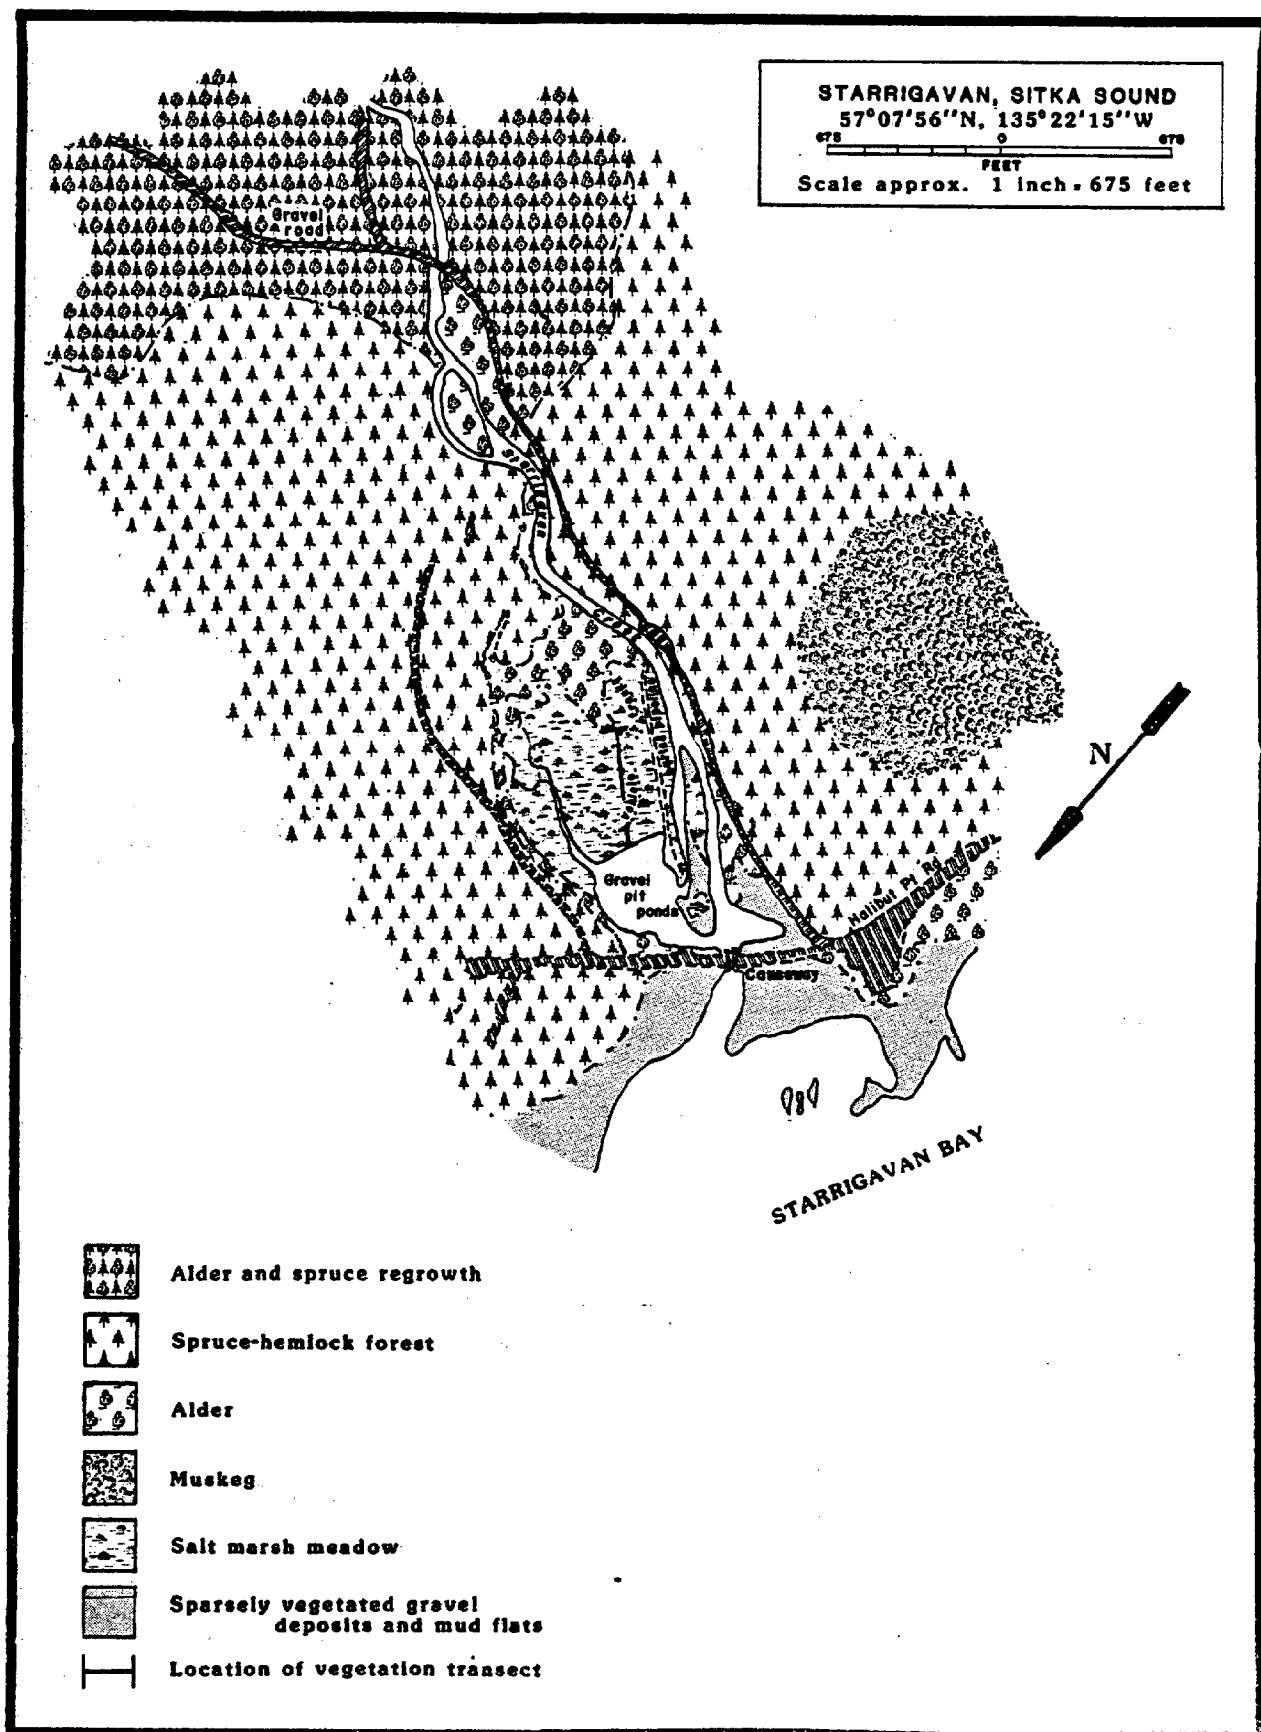 STARRIGAVAN, SITKA SOUND
57°07'56"N, 135°22'15"W
675 0 675
FEET
Scale approx. 1 inch = 675 feet
Gravel
road
N
Halibut Pt Rd
Gravel
pit
ponds
Causeway
STARRIGAVAN BAY
Alder and spruce regrowth
Spruce-hemlock forest
Alder
Muskeg
Salt marsh meadow
Sparsely vegetated gravel
deposits and mud flats
Location of vegetation transect